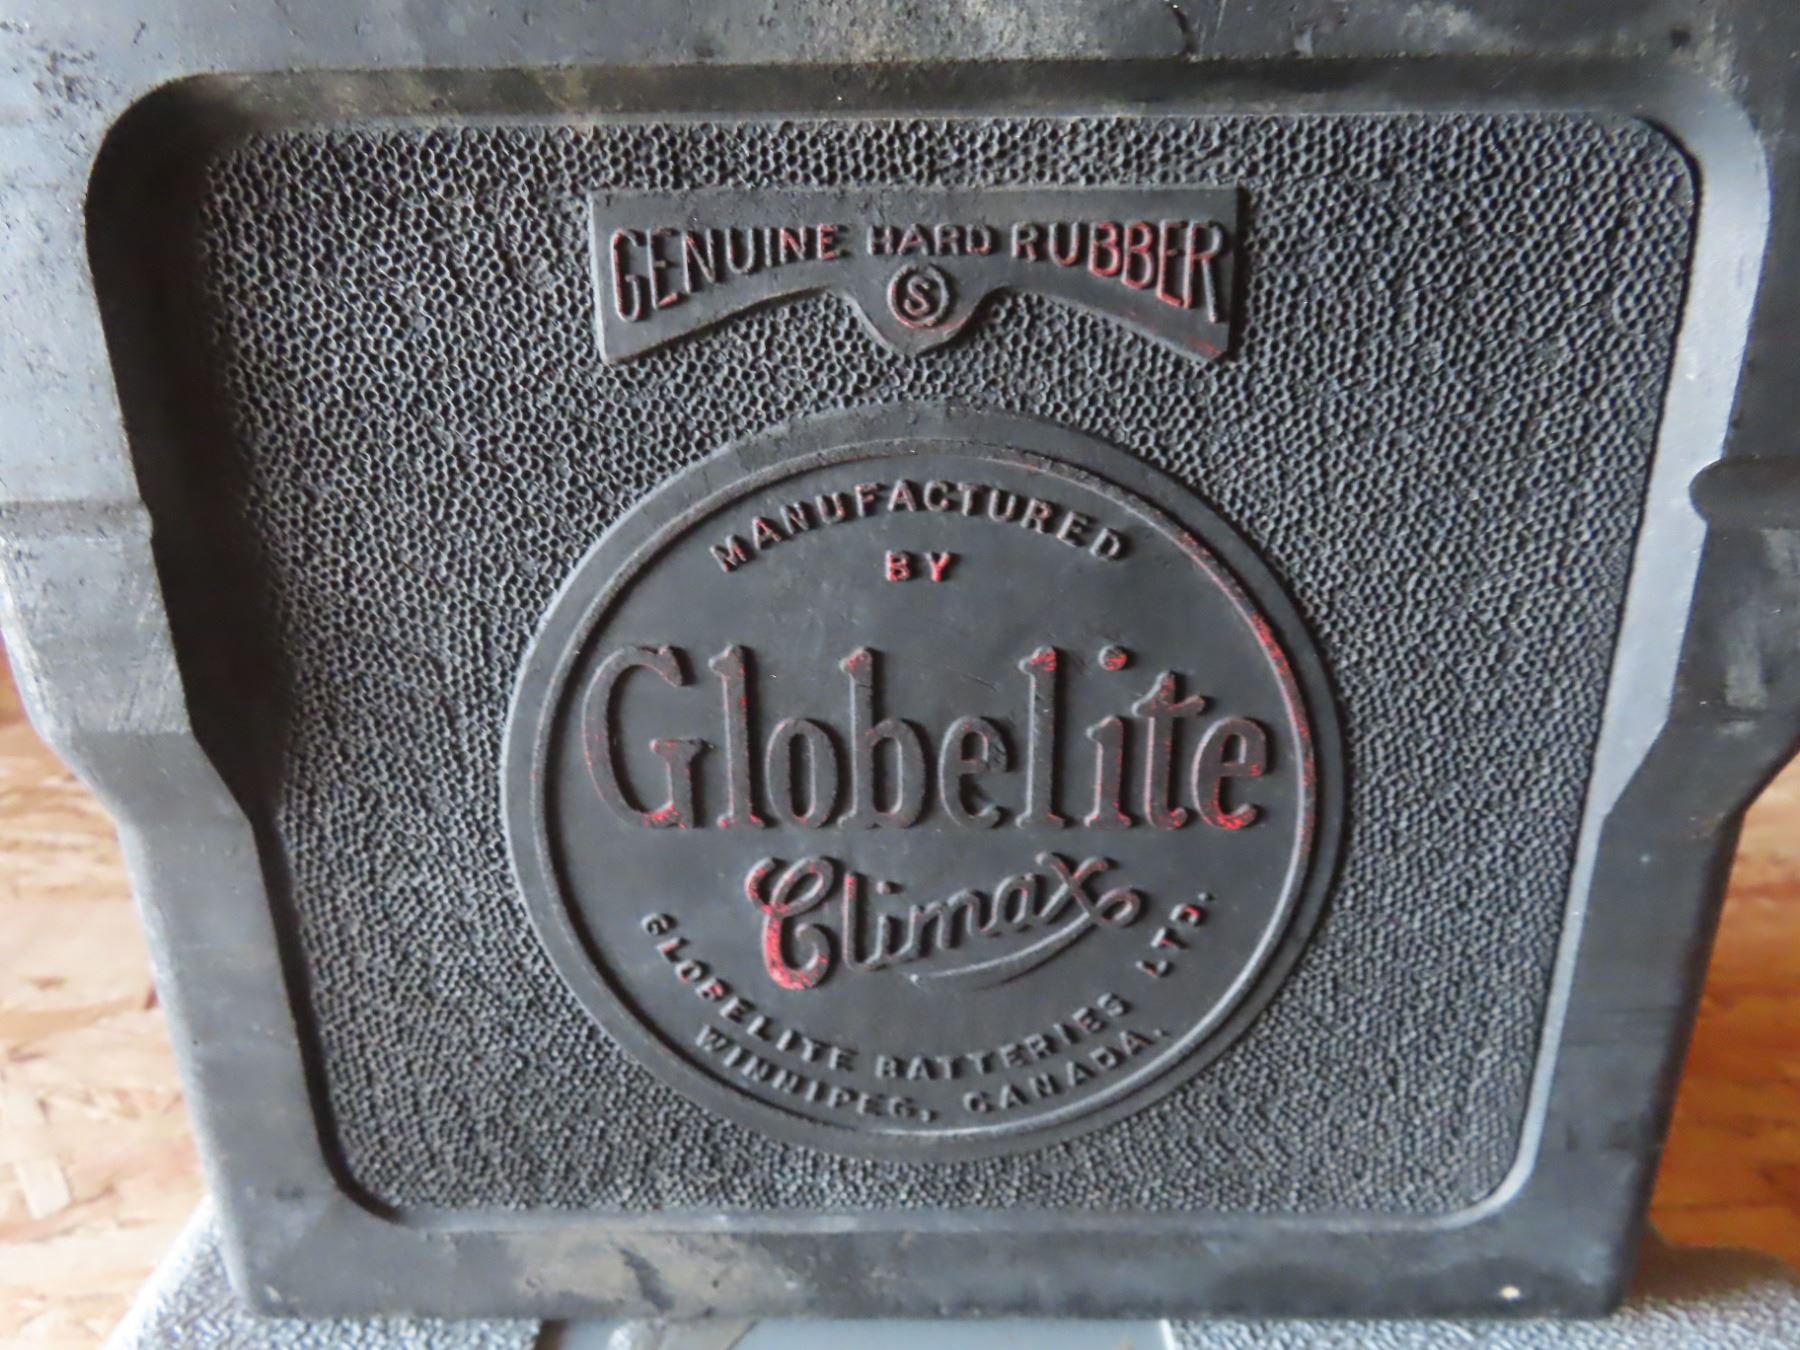 GENUINE HARD RUBBER
S
MANUFACTURED
BY
Globelite
Climax
GLOBELITE BATTERIES LTD.
WINNIPEG, CANADA.